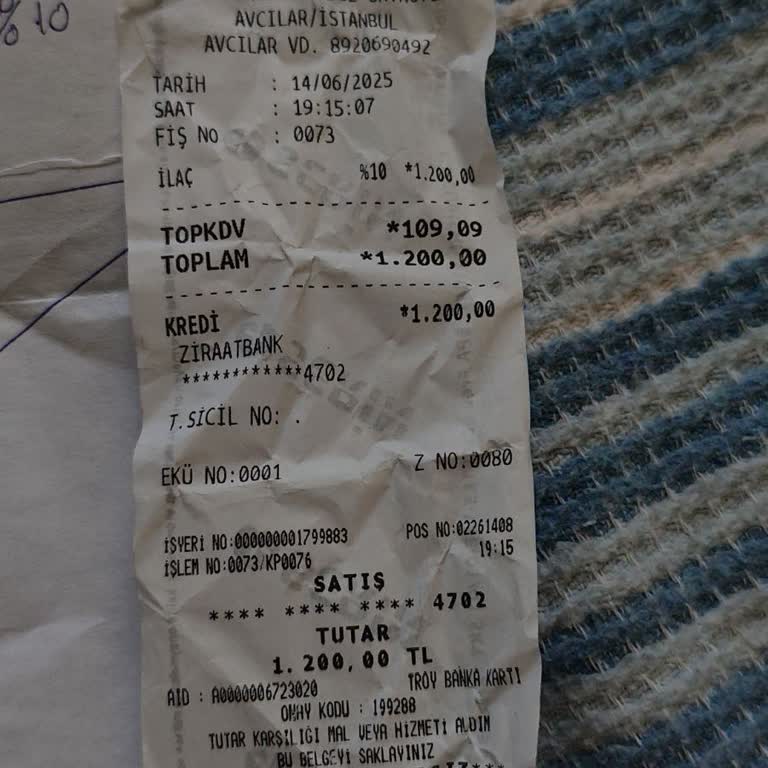 %10
AVCILAR/İSTANBUL
AVCILAR VD. 8920690492
TARİH : 14/06/2025
SAAT : 19:15:07
FİŞ NO : 0073
İLAÇ %10 *1.200,00
TOPKDV *109,09
TOPLAM *1.200,00
KREDİ *1.200,00
ZİRAATBANK
************4702
T.SİCİL NO: .
EKÜ NO:0001 Z NO:0080
İŞYERİ NO:000000001799883 POS NO:02261408
İŞLEM NO:0073/KP0076 19:15
SATIŞ
**** **** **** 4702
TUTAR
1.200,00 TL
AID : A0000006723020 TROY BANKA KARTI
ONAY KODU : 199288
TUTAR KARŞILIĞI MAL VEYA HİZMETİ ALDIM
BU BELGEYİ SAKLAYINIZ